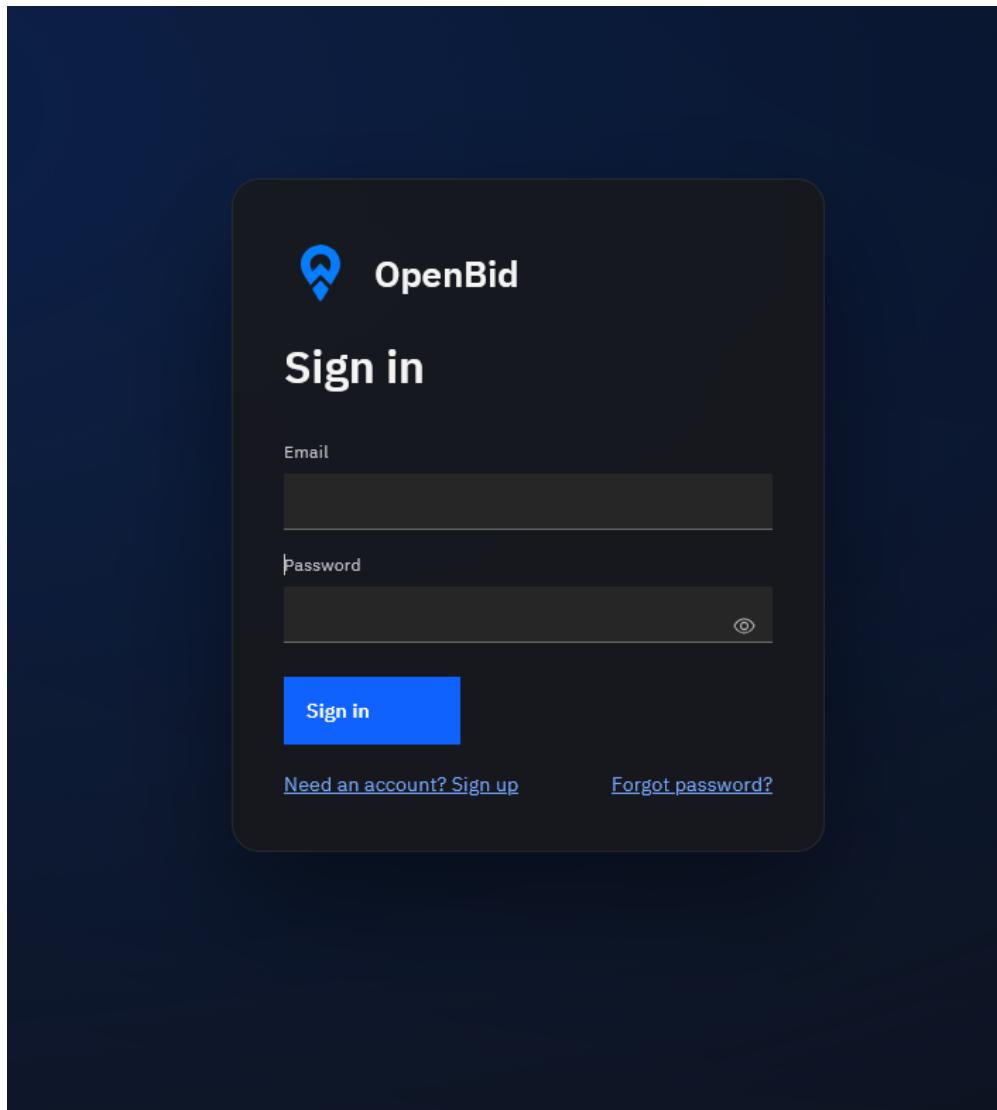 OpenBid
Sign in
Email
Password
Sign in
Need an account? Sign up
Forgot password?